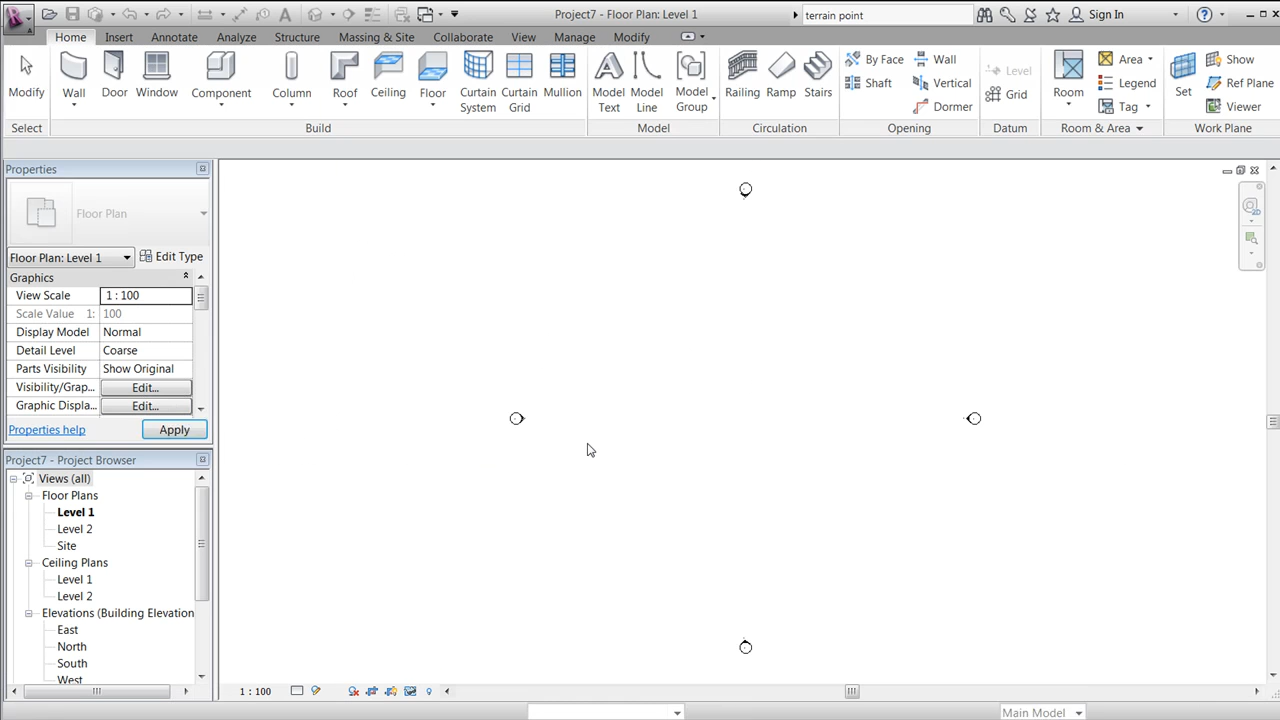 Project7 - Floor Plan: Level 1
terrain point
Sign In
Home Insert Annotate Analyze Structure Massing & Site Collaborate View Manage Modify
Modify
Wall
Door
Window
Component
Column
Roof
Ceiling
Floor
Curtain System
Curtain Grid
Mullion
Model Text
Model Line
Model Group
Railing
Ramp
Stairs
By Face
Shaft
Wall
Vertical
Dormer
Level
Grid
Room
Area
Legend
Tag
Set
Show
Ref Plane
Viewer
Select
Build
Model
Circulation
Opening
Datum
Room & Area
Work Plane
Properties
Floor Plan
Floor Plan: Level 1
Edit Type
Graphics
View Scale 1 : 100
Scale Value 1: 100
Display Model Normal
Detail Level Coarse
Parts Visibility Show Original
Visibility/Grap... Edit...
Graphic Displa... Edit...
Properties help
Apply
Project7 - Project Browser
Views (all)
Floor Plans
Level 1
Level 2
Site
Ceiling Plans
Level 1
Level 2
Elevations (Building Elevation
East
North
South
West
1 : 100
Main Model
2D